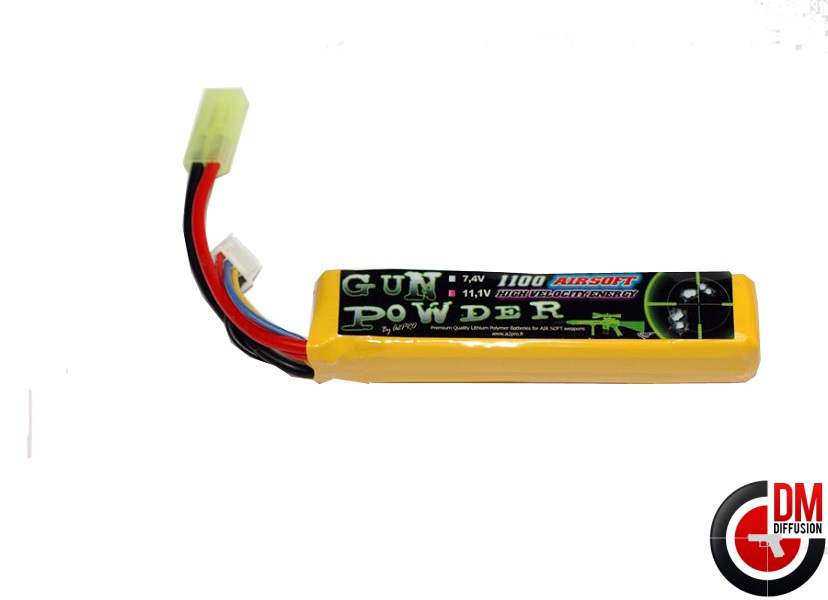 GUN POWDER
By A2PRO
7,4V
11,1V
1100 AIRSOFT
HIGH VELOCITY ENERGY
Premium Quality Lithium Polymer Batteries for AIR SOFT weapons
www.a2pro.fr
DM
DIFFUSION